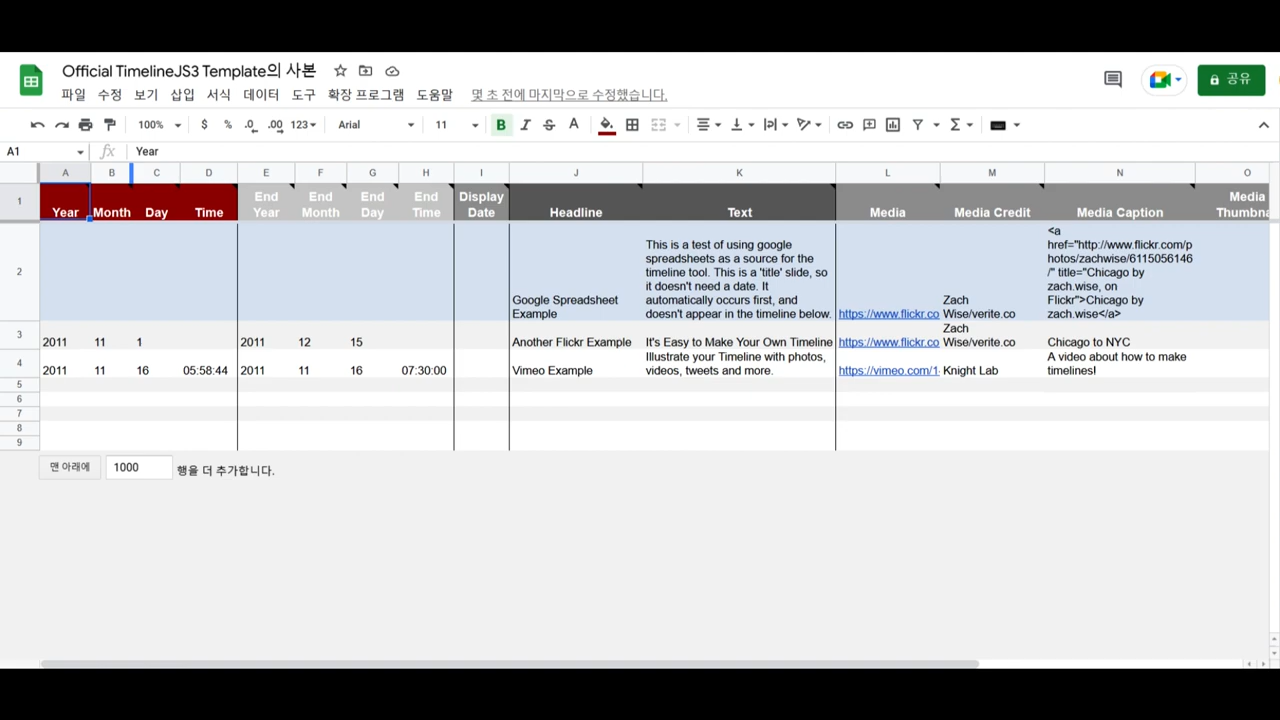 Official TimelineJS3 Template의 사본
파일 수정 보기 삽입 서식 데이터 도구 확장 프로그램 도움말 몇 초 전에 마지막으로 수정했습니다.
공유
100% $ % .0 .00 123 Arial 11 B I S A Σ
A1 fx Year
A B C D E F G H I J K L M N O
1 Year Month Day Time End Year End Month End Day End Time Display Date Headline Text Media Media Credit Media Caption Media Thumbna
2 Google Spreadsheet Example
This is a test of using google
spreadsheets as a source for the
timeline tool. This is a 'title' slide, so
it doesn't need a date. It
automatically occurs first, and
doesn't appear in the timeline below.
https://www.flickr.co
Zach
Wise/verite.co
<a
href="http://www.flickr.com/p
hotos/zachwise/6115056146
/" title="Chicago by
zach.wise, on
Flickr">Chicago by
zach.wise</a>
3 2011 11 1 2011 12 15 Another Flickr Example It's Easy to Make Your Own Timeline https://www.flickr.co Zach Wise/verite.co Chicago to NYC
4 2011 11 16 05:58:44 2011 11 16 07:30:00 Vimeo Example Illustrate your Timeline with photos, videos, tweets and more. https://vimeo.com/1 Knight Lab A video about how to make timelines!
5
6
7
8
9
맨 아래에 1000 행을 더 추가합니다.